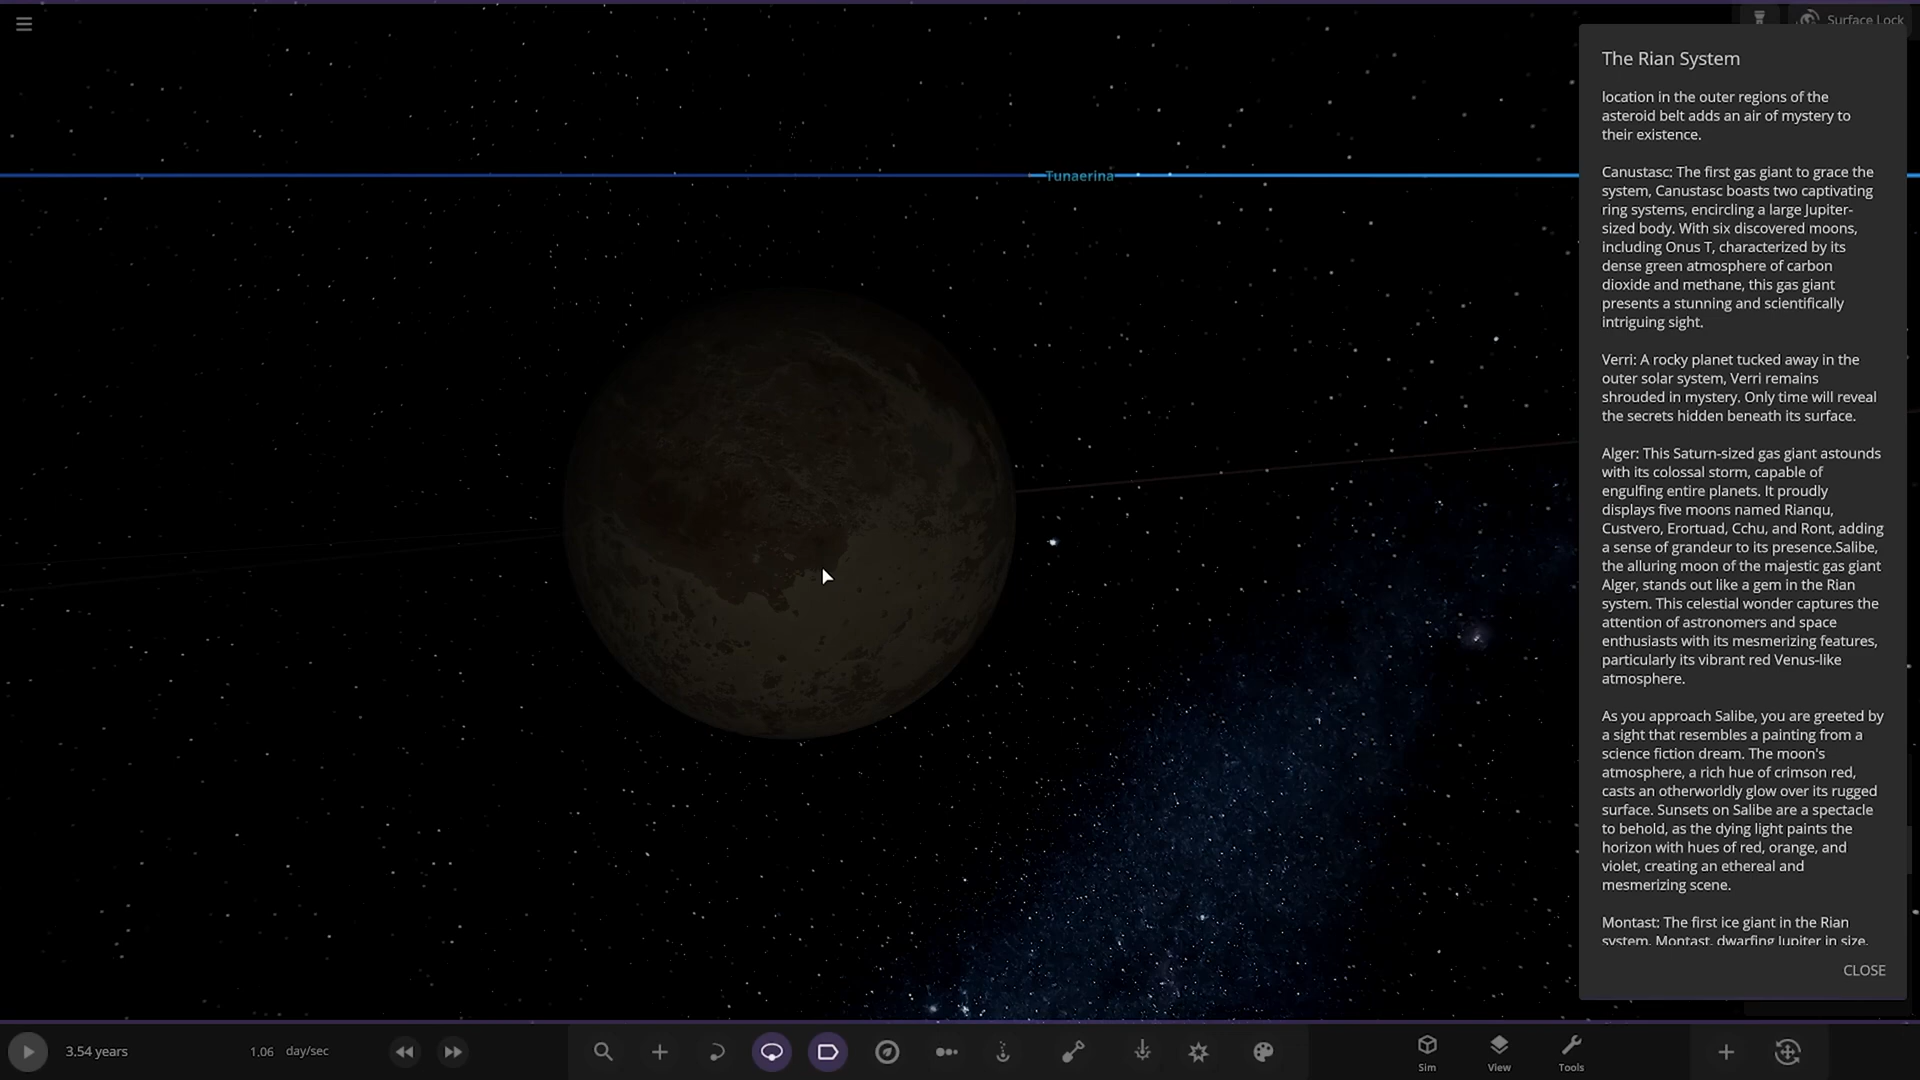 Surface Lock
The Rian System
location in the outer regions of the
asteroid belt adds an air of mystery to
their existence.
Canustasc: The first gas giant to grace the
system, Canustasc boasts two captivating
ring systems, encircling a large Jupiter-
sized body. With six discovered moons,
including Onus T, characterized by its
dense green atmosphere of carbon
dioxide and methane, this gas giant
presents a stunning and scientifically
intriguing sight.
Verri: A rocky planet tucked away in the
outer solar system, Verri remains
shrouded in mystery. Only time will reveal
the secrets hidden beneath its surface.
Alger: This Saturn-sized gas giant astounds
with its colossal storm, capable of
engulfing entire planets. It proudly
displays five moons named Rianqu,
Custvero, Erortuad, Cchu, and Ront, adding
a sense of grandeur to its presence.Salibe,
the alluring moon of the majestic gas giant
Alger, stands out like a gem in the Rian
system. This celestial wonder captures the
attention of astronomers and space
enthusiasts with its mesmerizing features,
particularly its vibrant red Venus-like
atmosphere.
As you approach Salibe, you are greeted by
a sight that resembles a painting from a
science fiction dream. The moon's
atmosphere, a rich hue of crimson red,
casts an otherworldly glow over its rugged
surface. Sunsets on Salibe are a spectacle
to behold, as the dying light paints the
horizon with hues of red, orange, and
violet, creating an ethereal and
mesmerizing scene.
Montast: The first ice giant in the Rian
system, Montast, dwarfing Jupiter in size,
CLOSE
Tunaerina
3.54 years
1.06 day/sec
Sim
View
Tools